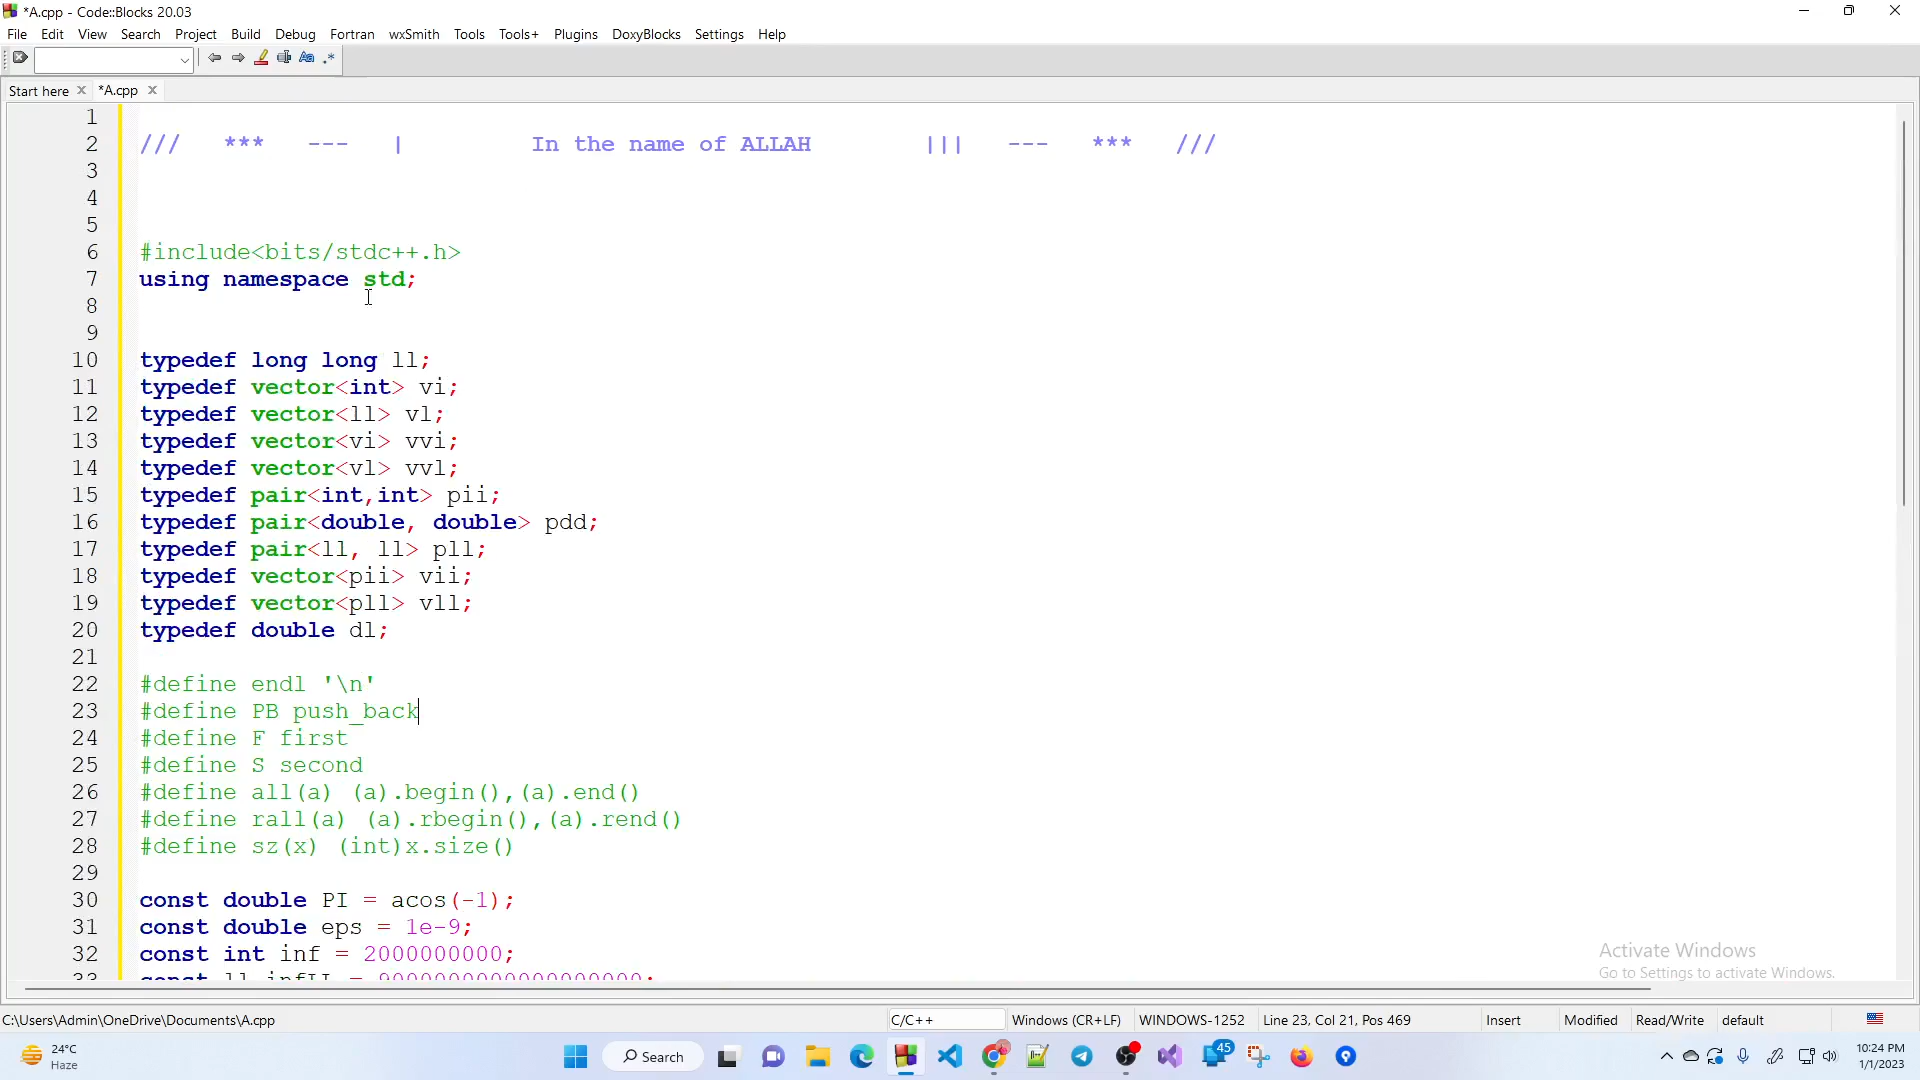 *A.cpp - Code::Blocks 20.03
File Edit View Search Project Build Debug Fortran wxSmith Tools Tools+ Plugins DoxyBlocks Settings Help
Start here *A.cpp
1
2 /// *** --- | In the name of ALLAH ||| --- *** ///
3
4
5
6 #include<bits/stdc++.h>
7 using namespace std;
8
9
10 typedef long long ll;
11 typedef vector<int> vi;
12 typedef vector<ll> vl;
13 typedef vector<vi> vvi;
14 typedef vector<vl> vvl;
15 typedef pair<int,int> pii;
16 typedef pair<double, double> pdd;
17 typedef pair<ll, ll> pll;
18 typedef vector<pii> vii;
19 typedef vector<pll> vll;
20 typedef double dl;
21
22 #define endl '\n'
23 #define PB push_back
24 #define F first
25 #define S second
26 #define all(a) (a).begin(),(a).end()
27 #define rall(a) (a).rbegin(),(a).rend()
28 #define sz(x) (int)x.size()
29
30 const double PI = acos(-1);
31 const double eps = 1e-9;
32 const int inf = 2000000000;
Activate Windows
Go to Settings to activate Windows.
C:\Users\Admin\OneDrive\Documents\A.cpp C/C++ Windows (CR+LF) WINDOWS-1252 Line 23, Col 21, Pos 469 Insert Modified Read/Write default
24°C
Haze
Search
45
10:24 PM
1/1/2023